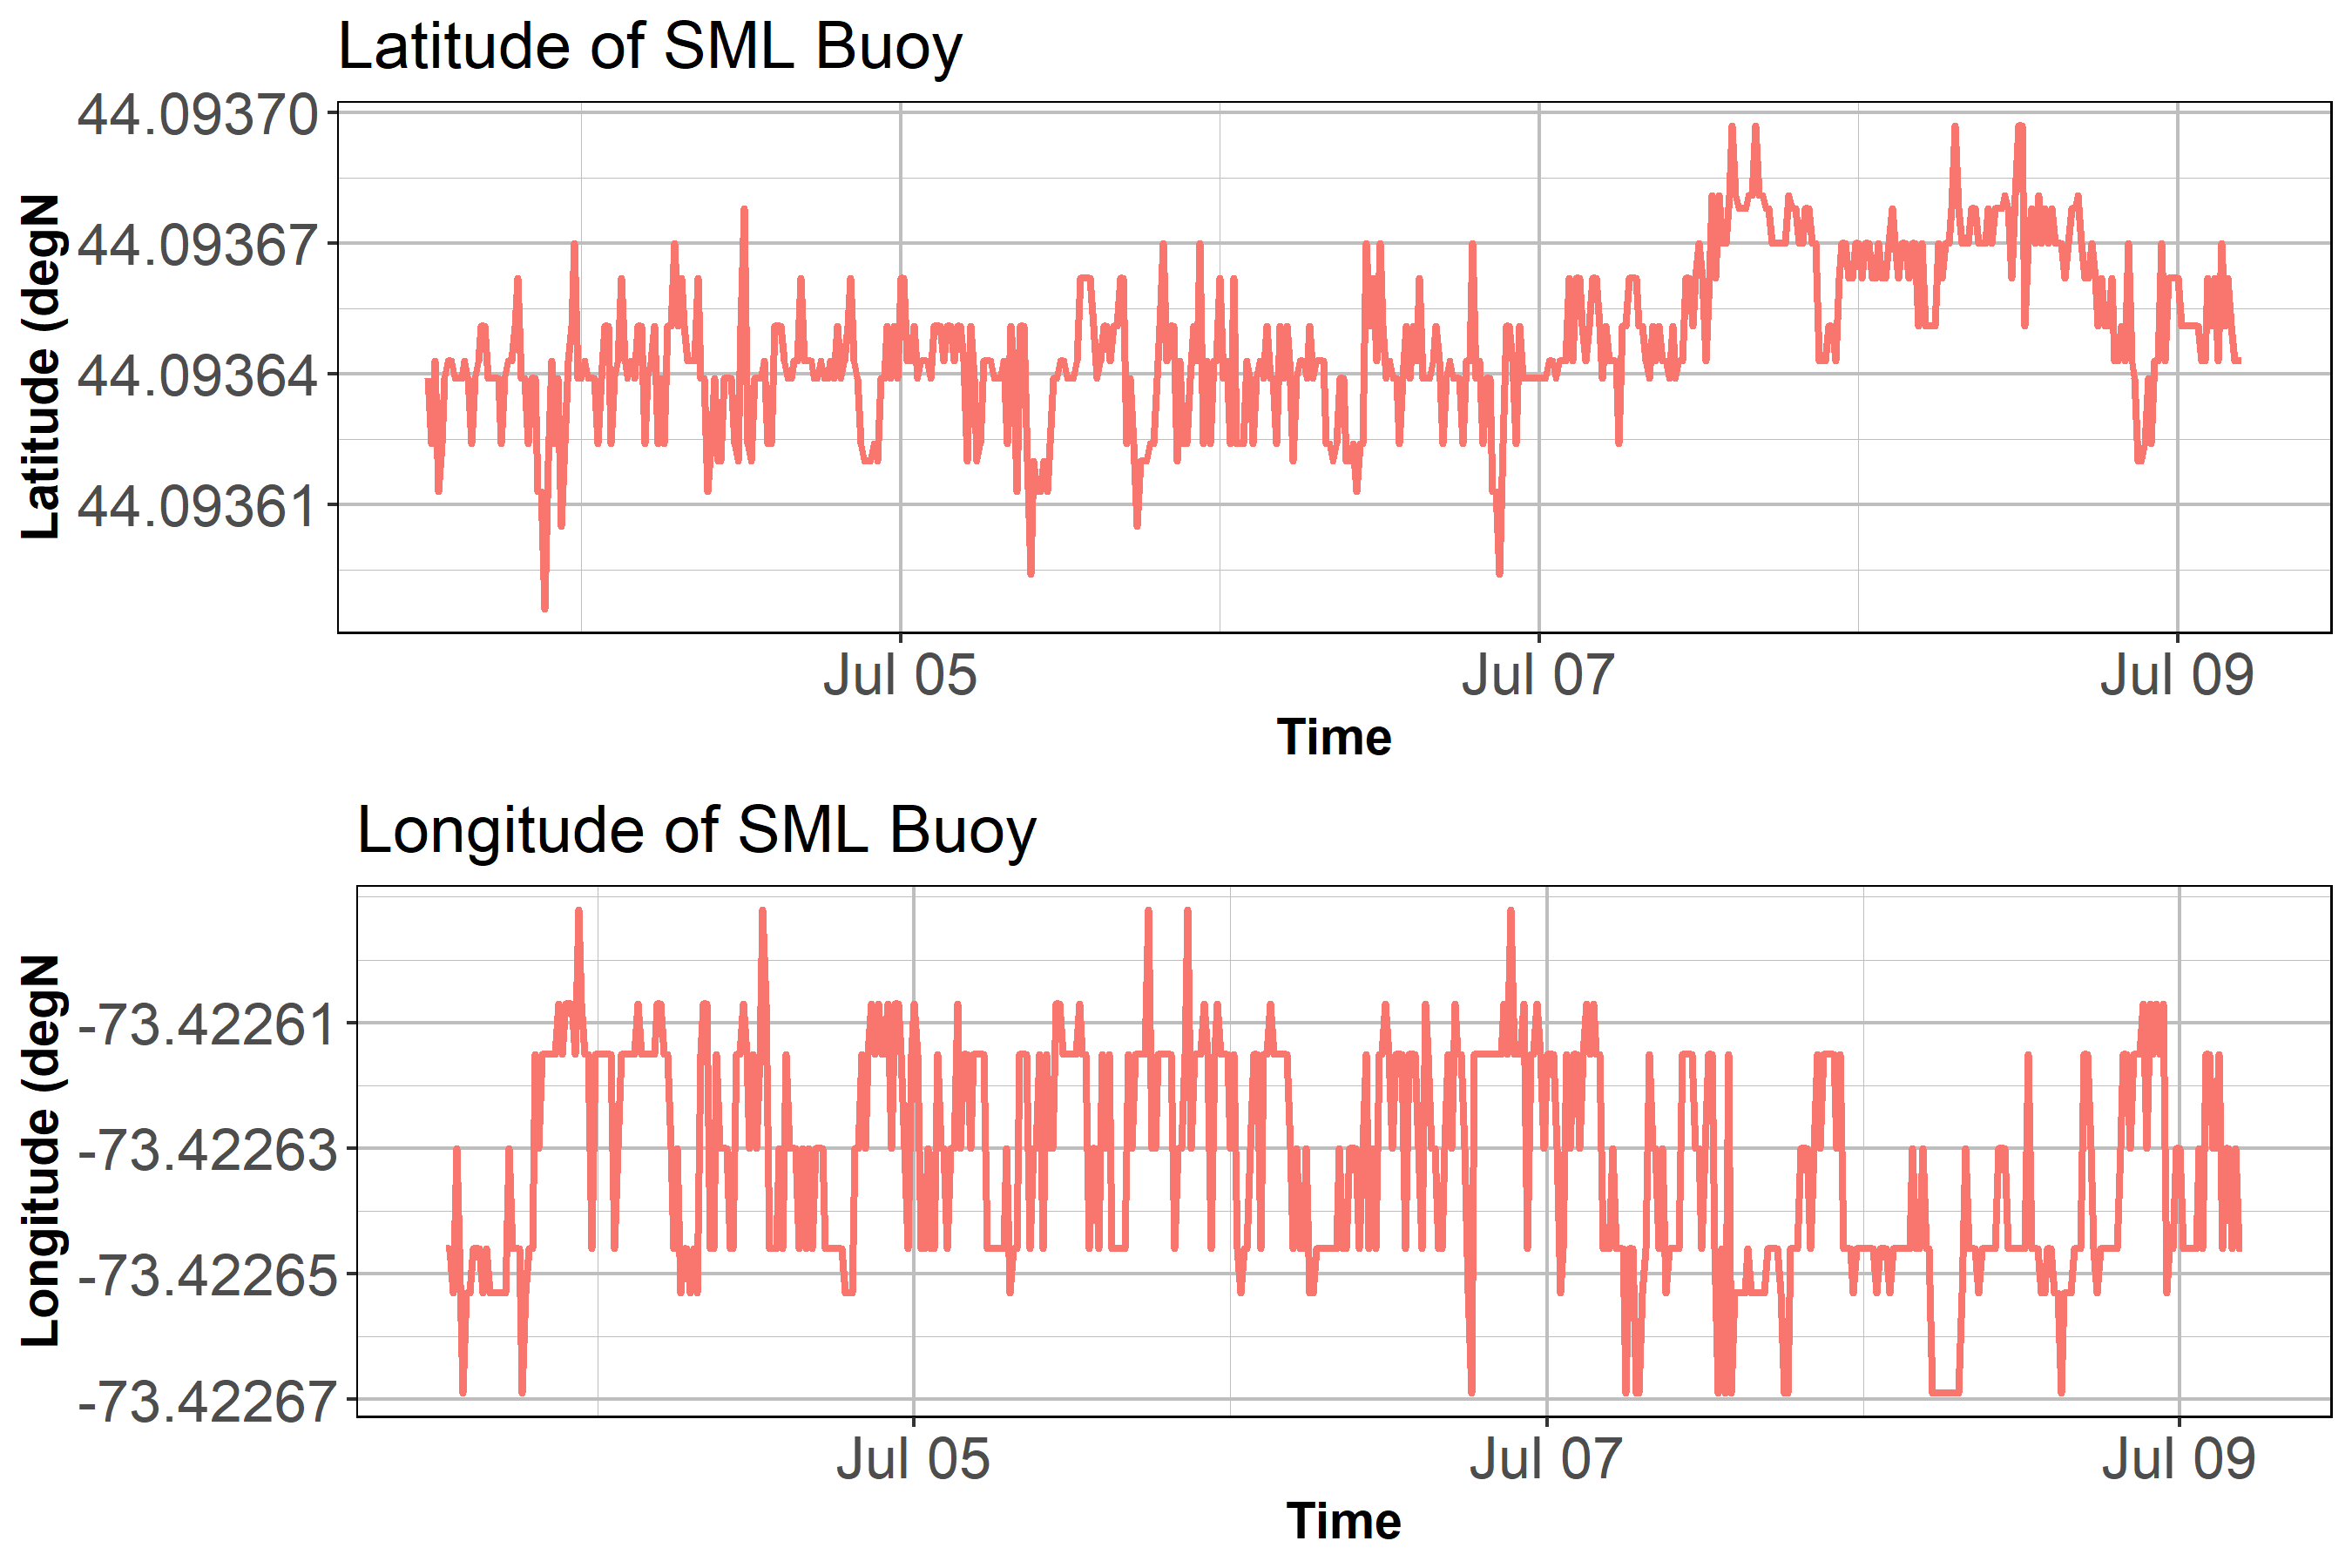 Latitude of SML Buoy
44.09370
44.09367
44.09364
44.09361
Latitude (degN
Jul 05 Jul 07 Jul 09
Time
Longitude of SML Buoy
-73.42261
-73.42263
-73.42265
-73.42267
Longitude (degN
Jul 05 Jul 07 Jul 09
Time